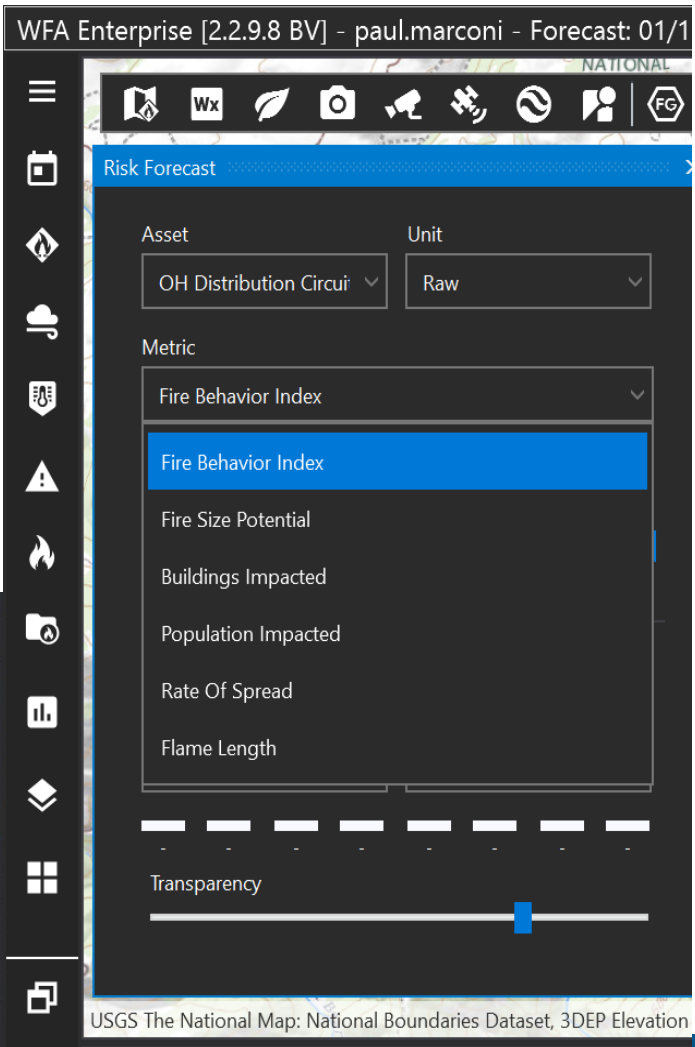 WFA Enterprise [2.2.9.8 BV] - paul.marconi - Forecast: 01/1
NATIONAL
Wx
FG
Risk Forecast
Asset
Unit
OH Distribution Circui
Raw
Metric
Fire Behavior Index
Fire Behavior Index
Fire Size Potential
Buildings Impacted
Population Impacted
Rate Of Spread
Flame Length
- - - - - - - -
Transparency
USGS The National Map: National Boundaries Dataset, 3DEP Elevation